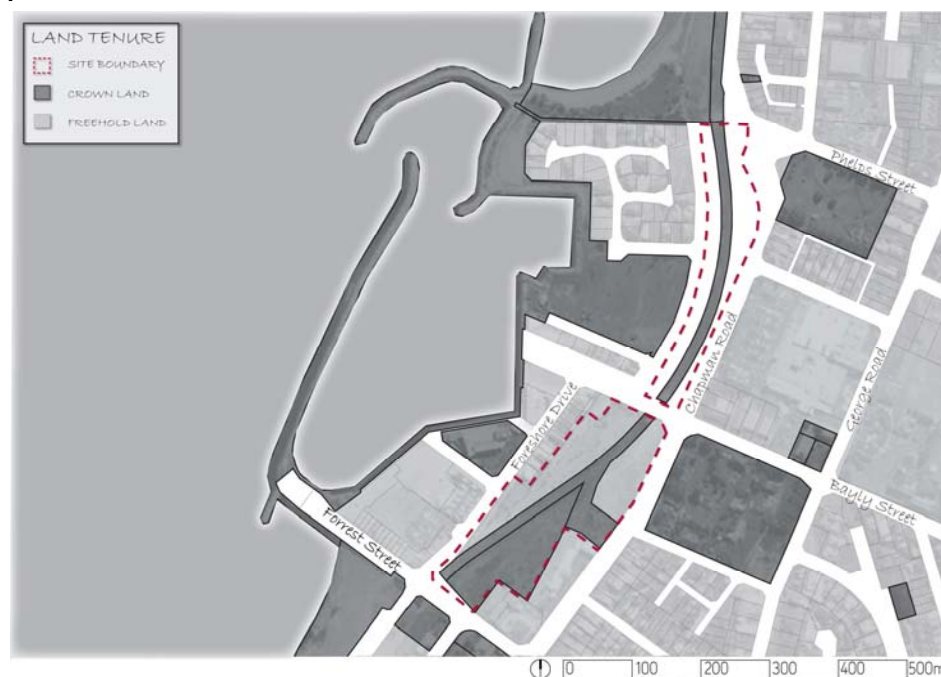 LAND TENURE
SITE BOUNDARY
CROWN LAND
FREEHOLD LAND
Phelps Street
Chapman Road
George Road
Foreshore Drive
Bayly Street
Forrest Street
0 100 200 300 400 500m